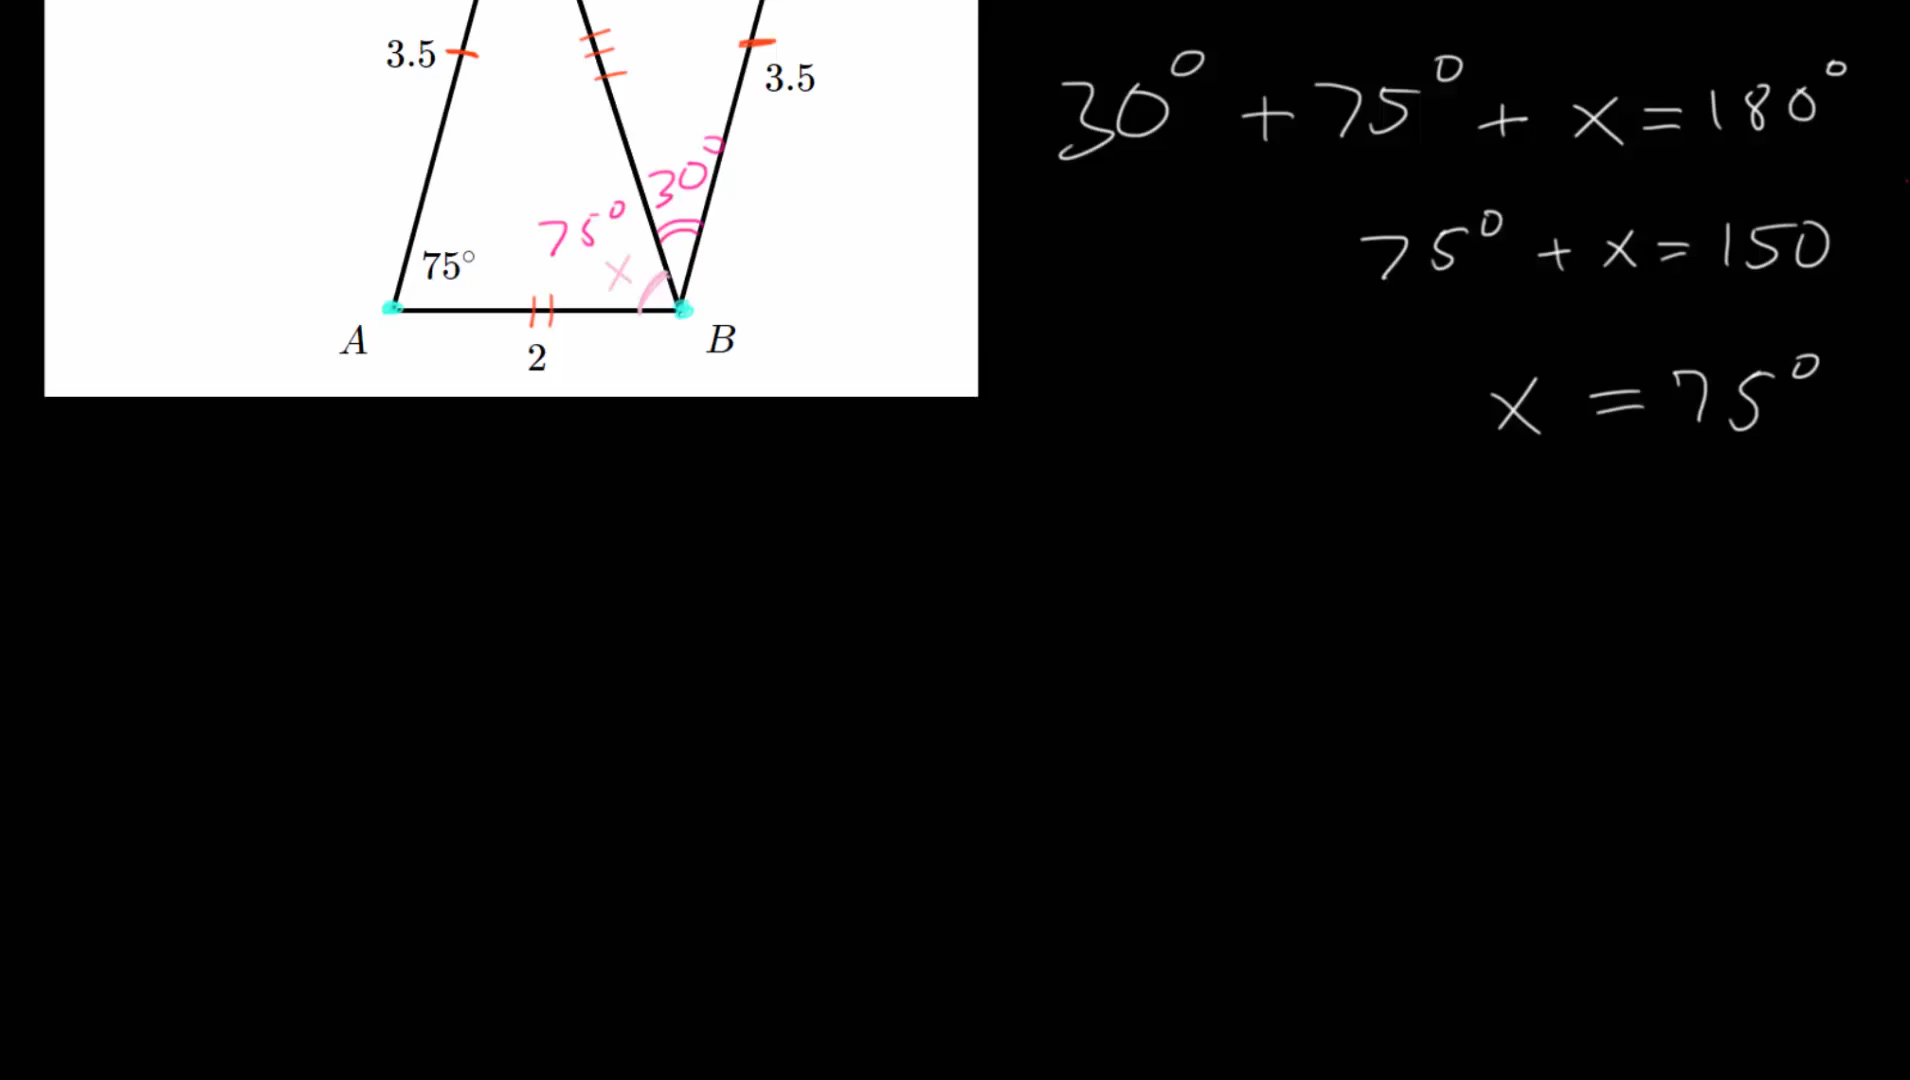 3.5
3.5
30°
75°
x
75°
A
B
2
30° + 75° + x = 180°
75° + x = 150
x = 75°